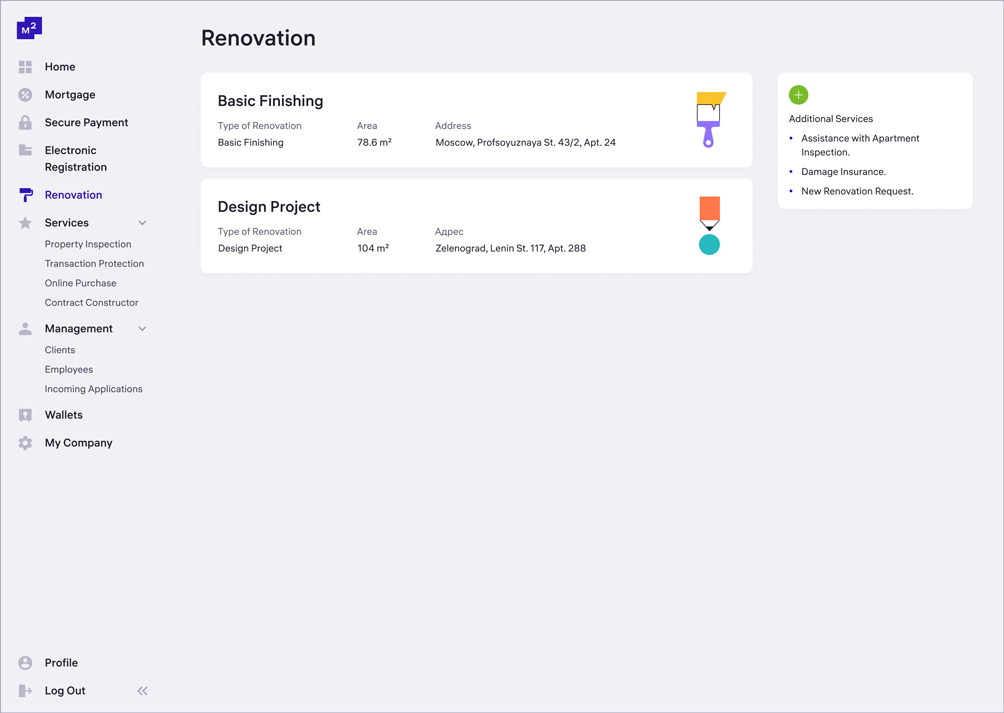 M2
Renovation
Home
Mortgage
Secure Payment
Electronic
Registration
Renovation
Services
Property Inspection
Transaction Protection
Online Purchase
Contract Constructor
Management
Clients
Employees
Incoming Applications
Wallets
My Company
Profile
Log Out
Basic Finishing
Type of Renovation Area Address
Basic Finishing 78.6 m² Moscow, Profsoyuznaya St. 43/2, Apt. 24
Design Project
Type of Renovation Area Адрес
Design Project 104 m² Zelenograd, Lenin St. 117, Apt. 288
Additional Services
• Assistance with Apartment
Inspection.
• Damage Insurance.
• New Renovation Request.